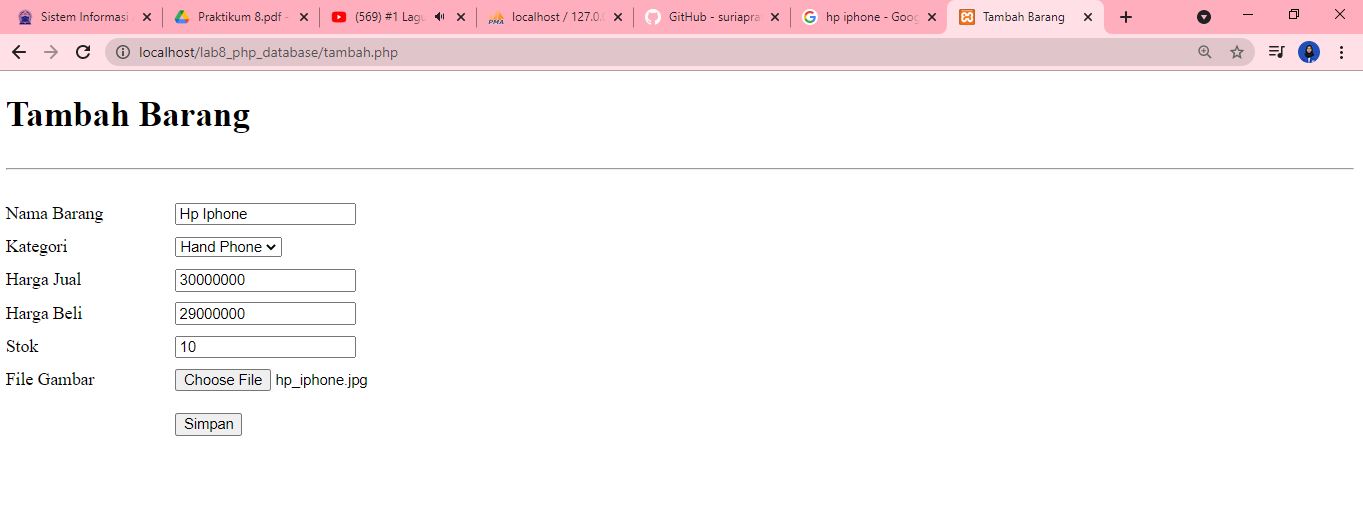 Sistem Informasi
Praktikum 8.pdf -
(569) #1 Lagu
PMA
localhost / 127.0.
GitHub - suriapra
hp iphone - Goog
Tambah Barang
localhost/lab8_php_database/tambah.php
Tambah Barang
Nama Barang Hp Iphone
Kategori Hand Phone
Harga Jual 30000000
Harga Beli 29000000
Stok 10
File Gambar Choose File hp_iphone.jpg
Simpan